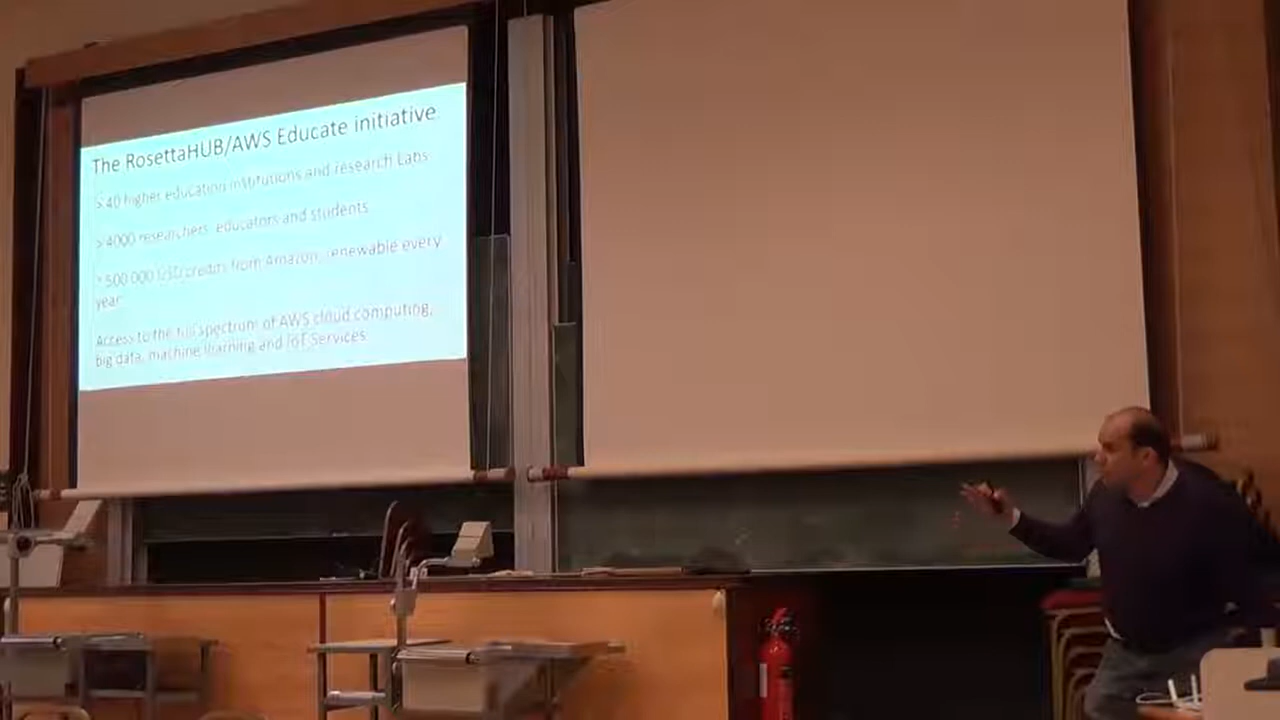 The RosettaHUB/AWS Educate initiative
> 40 higher education institutions and research Labs
> 4000 researchers, educators and students
500 000 USD credits from Amazon, renewable every
year
Access to the full spectrum of AWS cloud computing,
big data, machine learning and IoT Services